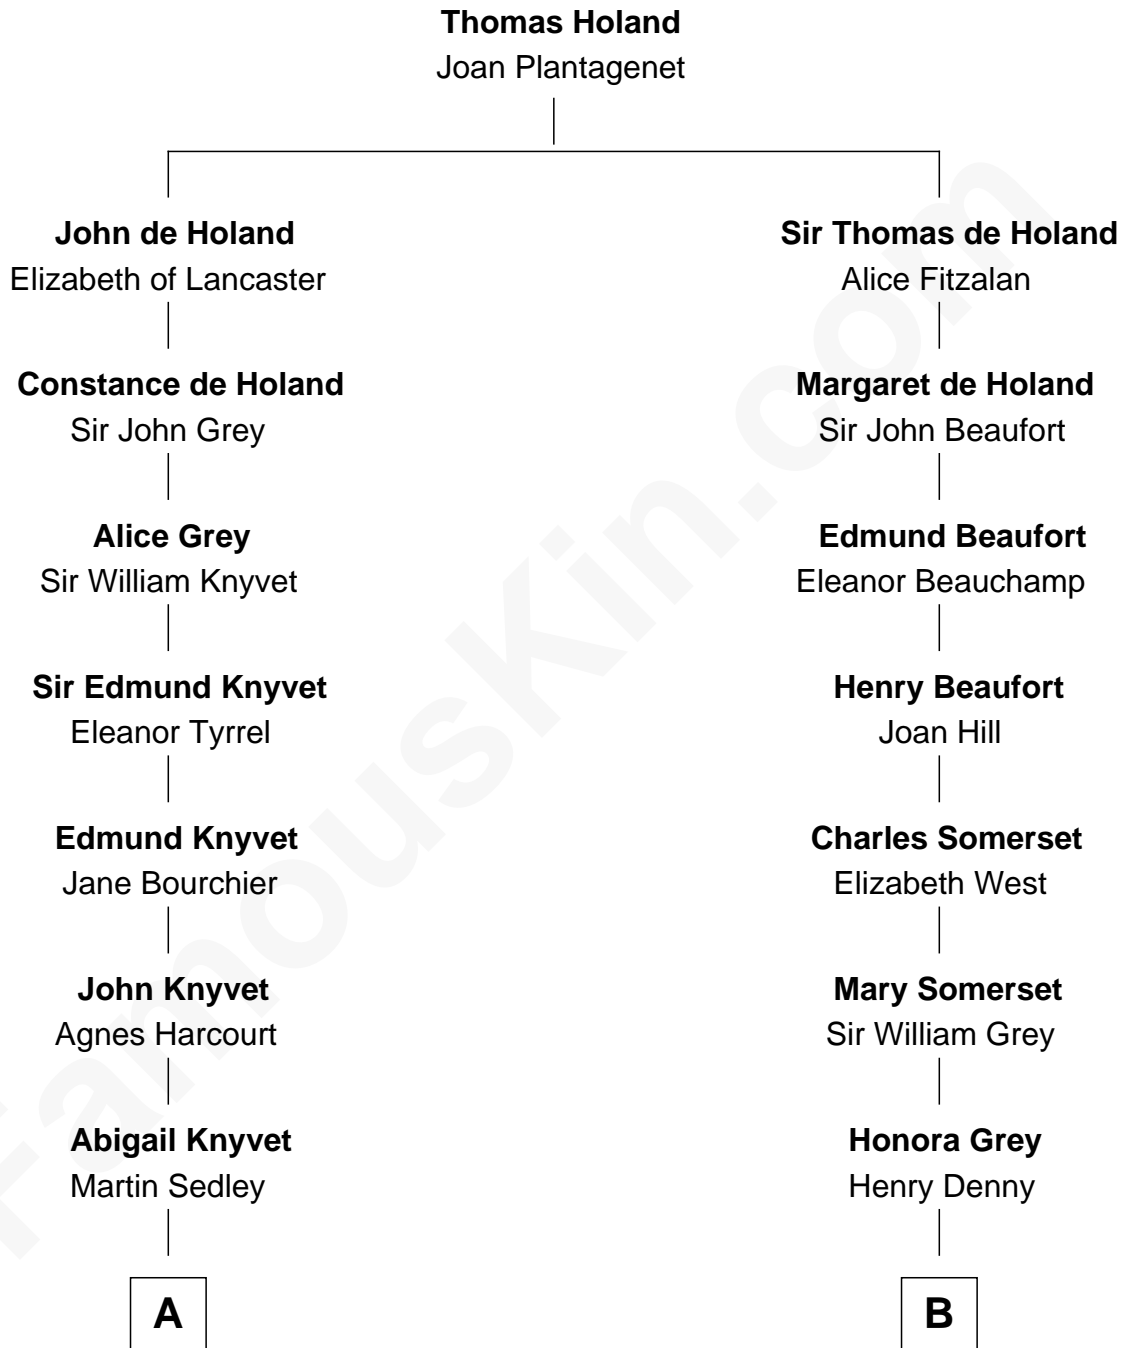 Thomas Holand
Joan Plantagenet
John de Holand
Elizabeth of Lancaster
Sir Thomas de Holand
Alice Fitzalan
Constance de Holand
Sir John Grey
Margaret de Holand
Sir John Beaufort
Alice Grey
Sir William Knyvet
Edmund Beaufort
Eleanor Beauchamp
Sir Edmund Knyvet
Eleanor Tyrrel
Henry Beaufort
Joan Hill
Edmund Knyvet
Jane Bourchier
Charles Somerset
Elizabeth West
John Knyvet
Agnes Harcourt
Mary Somerset
Sir William Grey
Abigail Knyvet
Martin Sedley
Honora Grey
Henry Denny
A
B
FamousKin.com